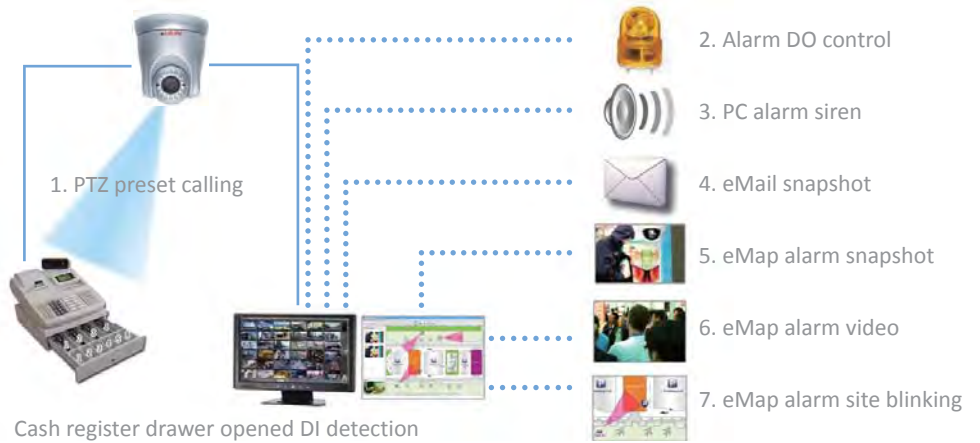 2. Alarm DO control
3. PC alarm siren
1. PTZ preset calling
4. eMail snapshot
5. eMap alarm snapshot
6. eMap alarm video
7. eMap alarm site blinking
Cash register drawer opened DI detection